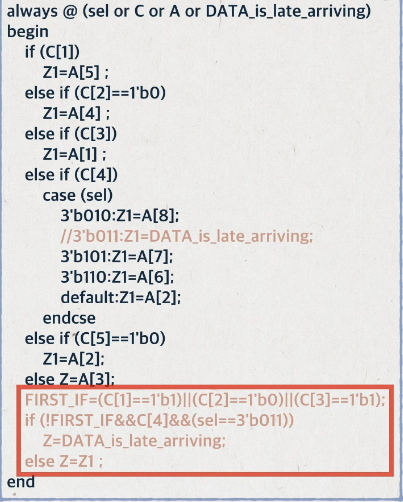 always @ (sel or C or A or DATA_is_late_arriving)
begin
if (C[1])
Z1=A[5] ;
else if (C[2]==1'b0)
Z1=A[4] ;
else if (C[3])
Z1=A[1] ;
else if (C[4])
case (sel)
3'b010:Z1=A[8];
//3'b011:Z1=DATA_is_late_arriving;
3'b101:Z1=A[7];
3'b110:Z1=A[6];
default:Z1=A[2];
endcse
else if (C[5]==1'b0)
Z1=A[2];
else Z=A[3];
FIRST_IF=(C[1]==1'b1)||(C[2]==1'b0)||(C[3]==1'b1);
if (!FIRST_IF&&C[4]&&(sel==3'b011))
Z=DATA_is_late_arriving;
else Z=Z1 ;
end